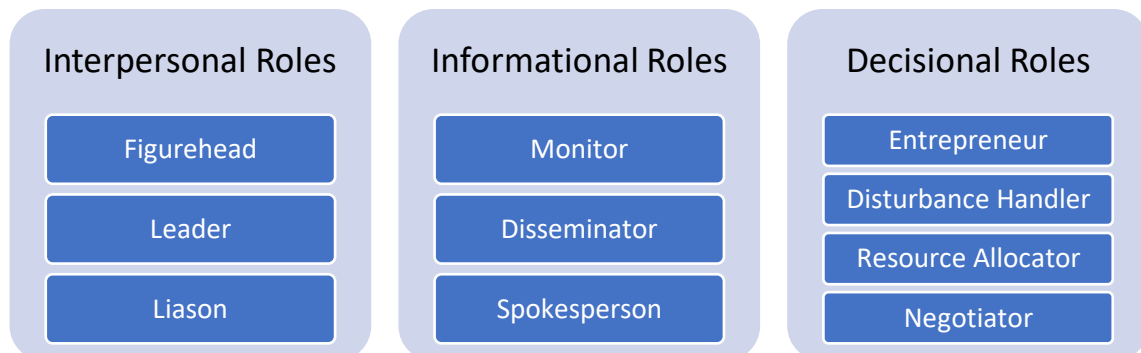 Interpersonal Roles
Figurehead
Leader
Liason
Informational Roles
Monitor
Disseminator
Spokesperson
Decisional Roles
Entrepreneur
Disturbance Handler
Resource Allocator
Negotiator